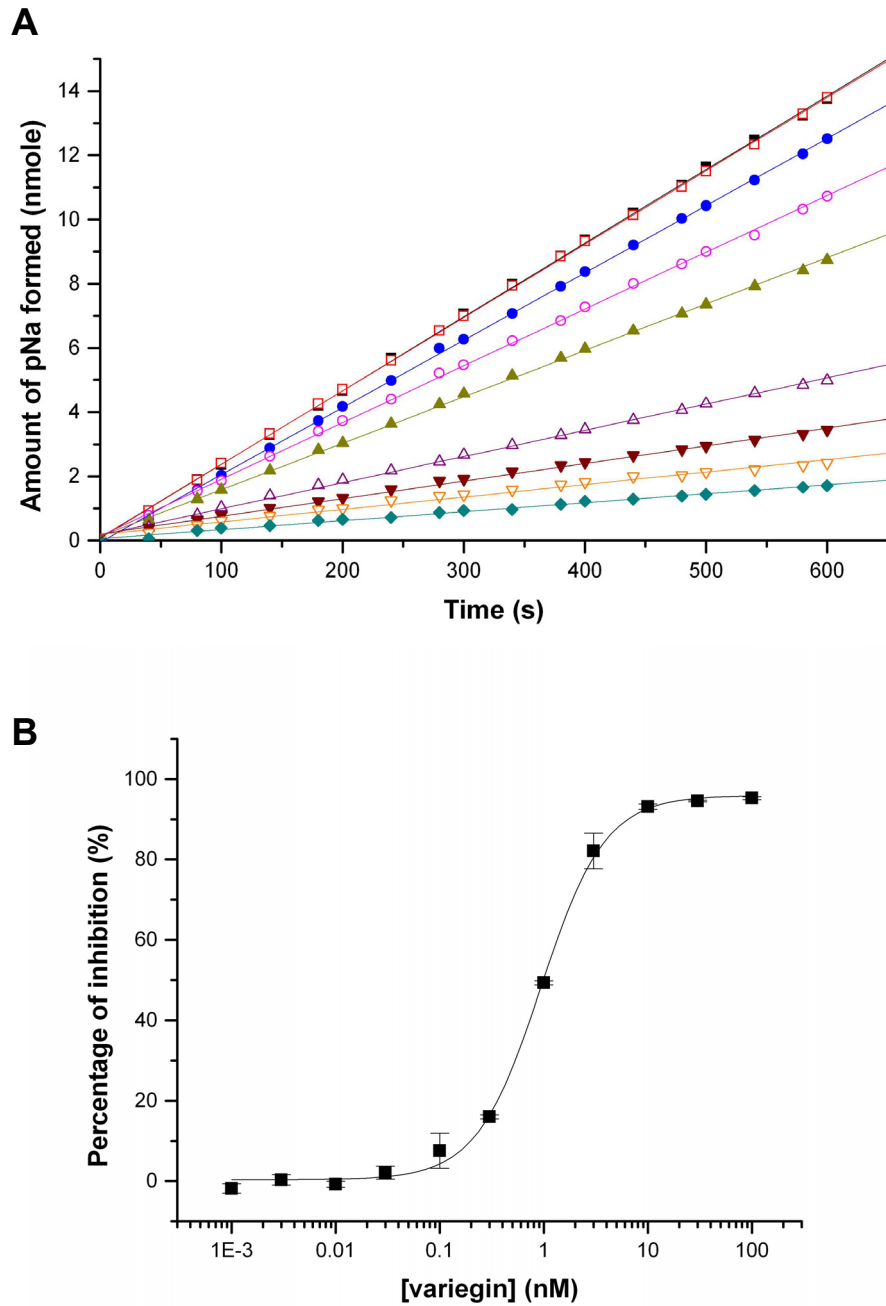 A
Amount of pNa formed (nmole)
14
12
10
8
6
4
2
0
0 100 200 300 400 500 600
Time (s)
B
Percentage of inhibition (%)
100
80
60
40
20
0
1E-3 0.01 0.1 1 10 100
[variegin] (nM)